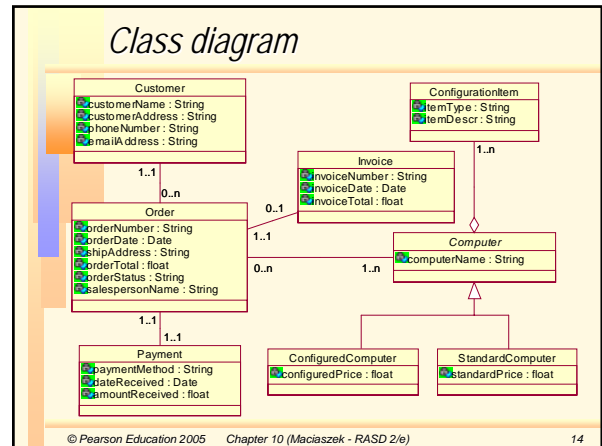 Class diagram
Customer
customerName : String
customerAddress : String
phoneNumber : String
emailAddress : String
ConfigurationItem
itemType : String
itemDescr : String
1..1
0..n
1..n
Invoice
invoiceNumber : String
invoiceDate : Date
invoiceTotal : float
0..1
1..1
Order
orderNumber : String
orderDate : Date
shipAddress : String
orderTotal : float
orderStatus : String
salespersonName : String
0..n
1..n
Computer
computerName : String
1..1
1..1
Payment
paymentMethod : String
dateReceived : Date
amountReceived : float
ConfiguredComputer
configuredPrice : float
StandardComputer
standardPrice : float
© Pearson Education 2005 Chapter 10 (Maciaszek - RASD 2/e) 14